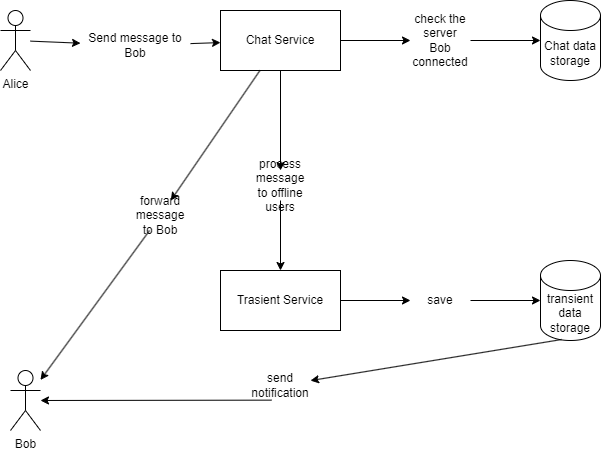 Send message to
Bob
Chat Service
check the
server
Bob
connected
Chat data
storage
Alice
process
message
to offline
users
forward
message
to Bob
Trasient Service
save
transient
data
storage
send
notification
Bob